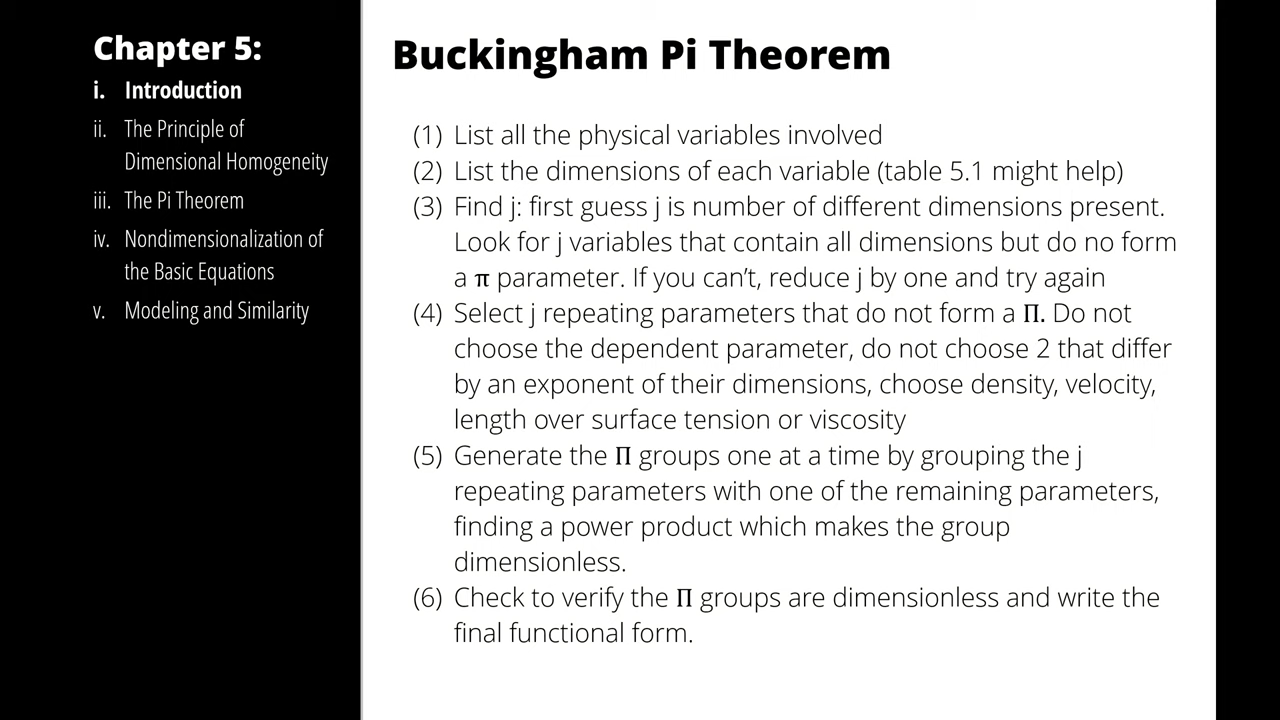 Chapter 5:
i. Introduction
ii. The Principle of
Dimensional Homogeneity
iii. The Pi Theorem
iv. Nondimensionalization of
the Basic Equations
v. Modeling and Similarity
Buckingham Pi Theorem
(1) List all the physical variables involved
(2) List the dimensions of each variable (table 5.1 might help)
(3) Find j: first guess j is number of different dimensions present.
Look for j variables that contain all dimensions but do no form
a π parameter. If you can’t, reduce j by one and try again
(4) Select j repeating parameters that do not form a Π. Do not
choose the dependent parameter, do not choose 2 that differ
by an exponent of their dimensions, choose density, velocity,
length over surface tension or viscosity
(5) Generate the Π groups one at a time by grouping the j
repeating parameters with one of the remaining parameters,
finding a power product which makes the group
dimensionless.
(6) Check to verify the Π groups are dimensionless and write the
final functional form.